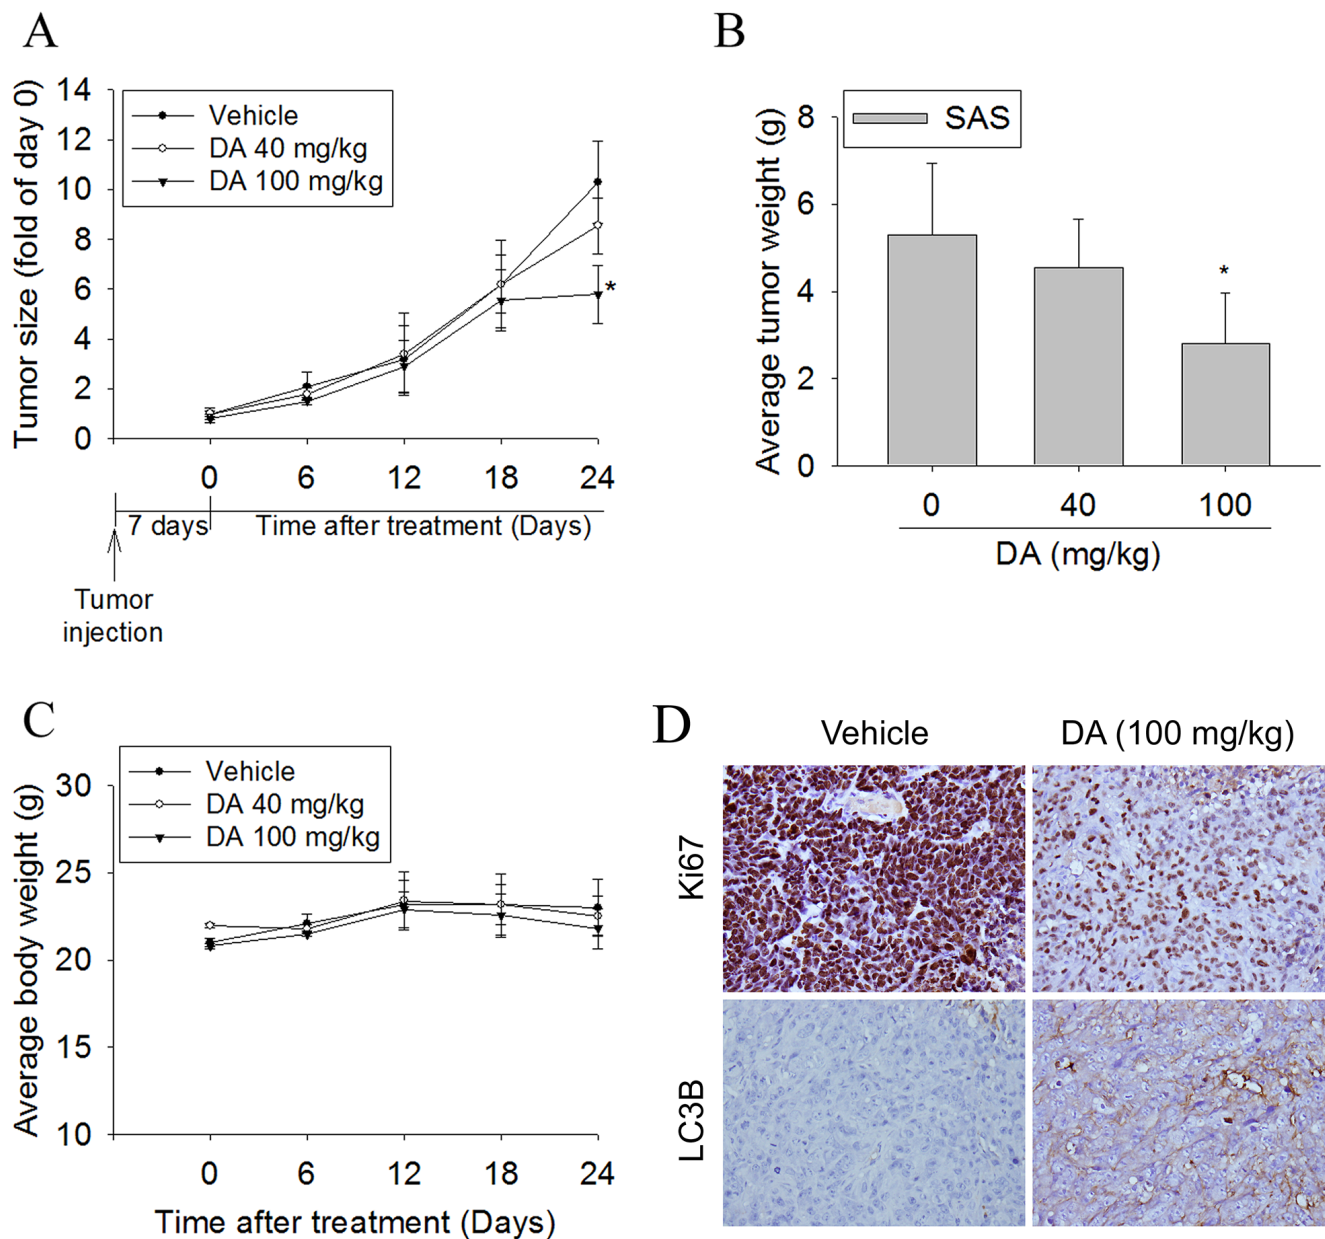 A
Tumor size (fold of day 0)
14
12
10
8
6
4
2
0
Vehicle
DA 40 mg/kg
DA 100 mg/kg
*
0 6 12 18 24
7 days
Time after treatment (Days)
Tumor
injection
B
Average tumor weight (g)
8
6
4
2
0
SAS
*
0 40 100
DA (mg/kg)
C
Average body weight (g)
30
25
20
15
10
Vehicle
DA 40 mg/kg
DA 100 mg/kg
0 6 12 18 24
Time after treatment (Days)
D
Vehicle DA (100 mg/kg)
Ki67
LC3B